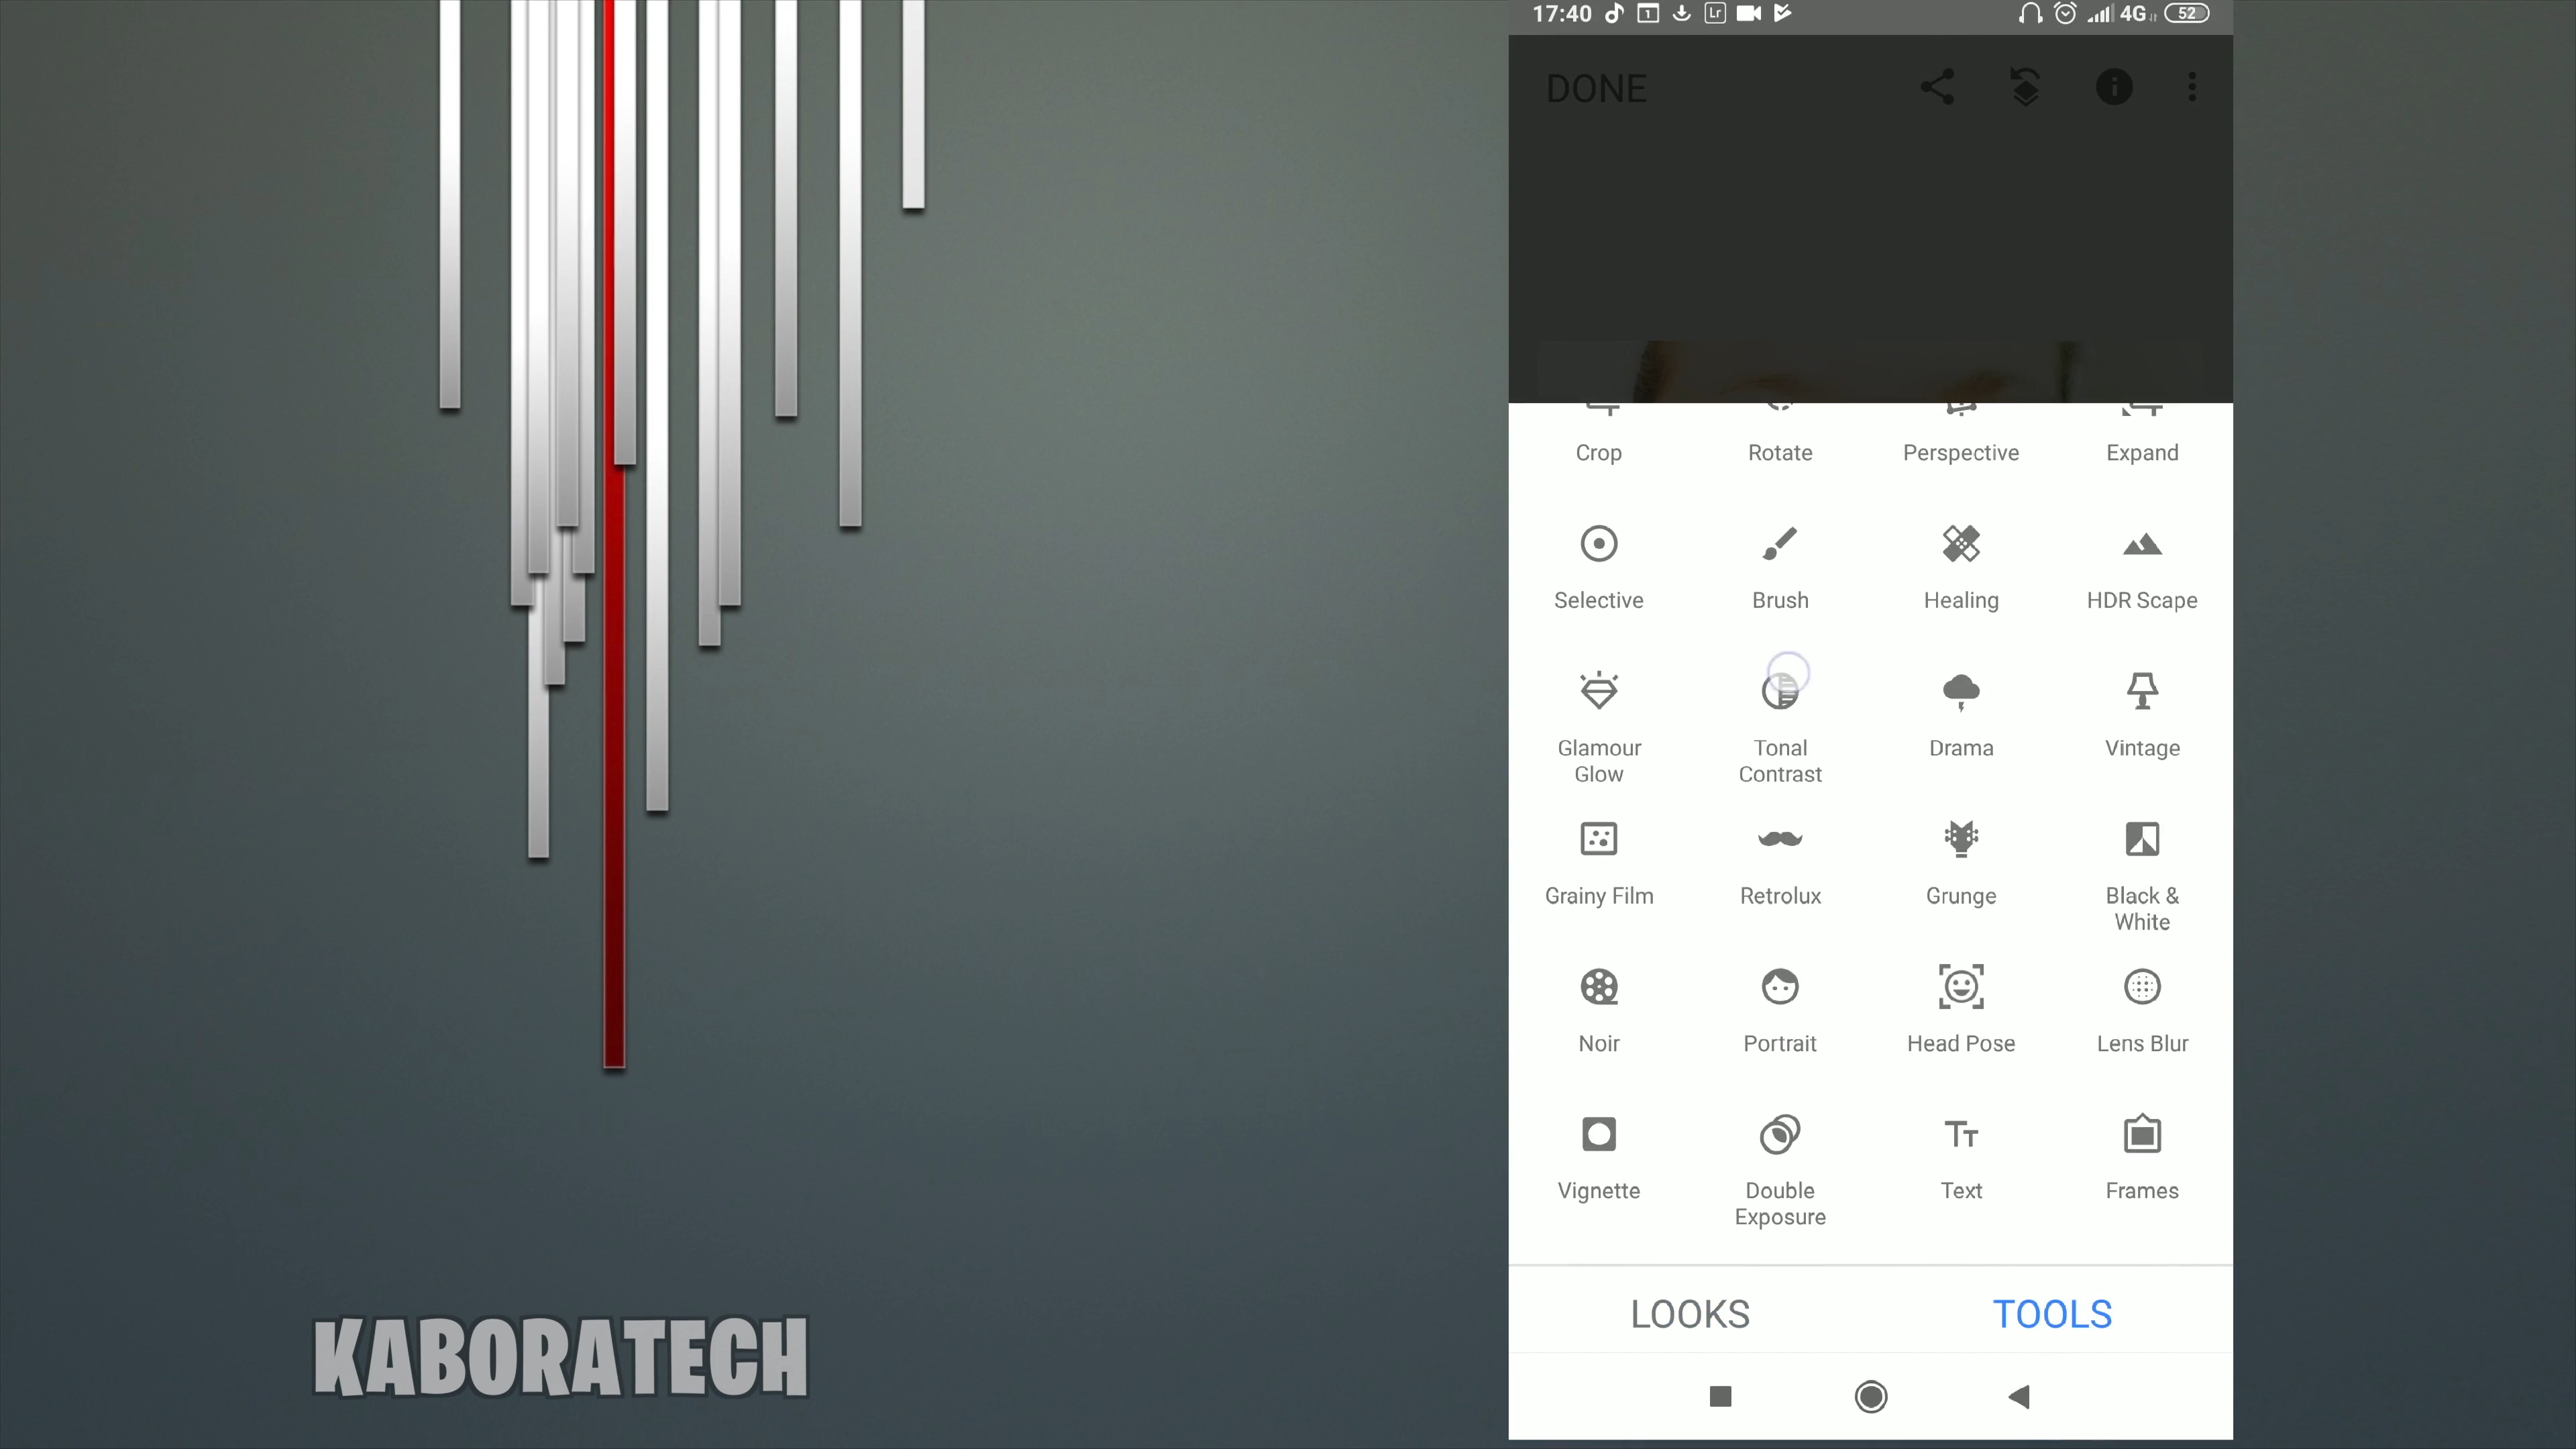 17:40
1
Lr
4G
52
DONE
Crop
Rotate
Perspective
Expand
Selective
Brush
Healing
HDR Scape
Glamour
Glow
Tonal
Contrast
Drama
Vintage
Grainy Film
Retrolux
Grunge
Black &
White
Noir
Portrait
Head Pose
Lens Blur
Vignette
Double
Exposure
Text
Frames
LOOKS
TOOLS
KABORATECH